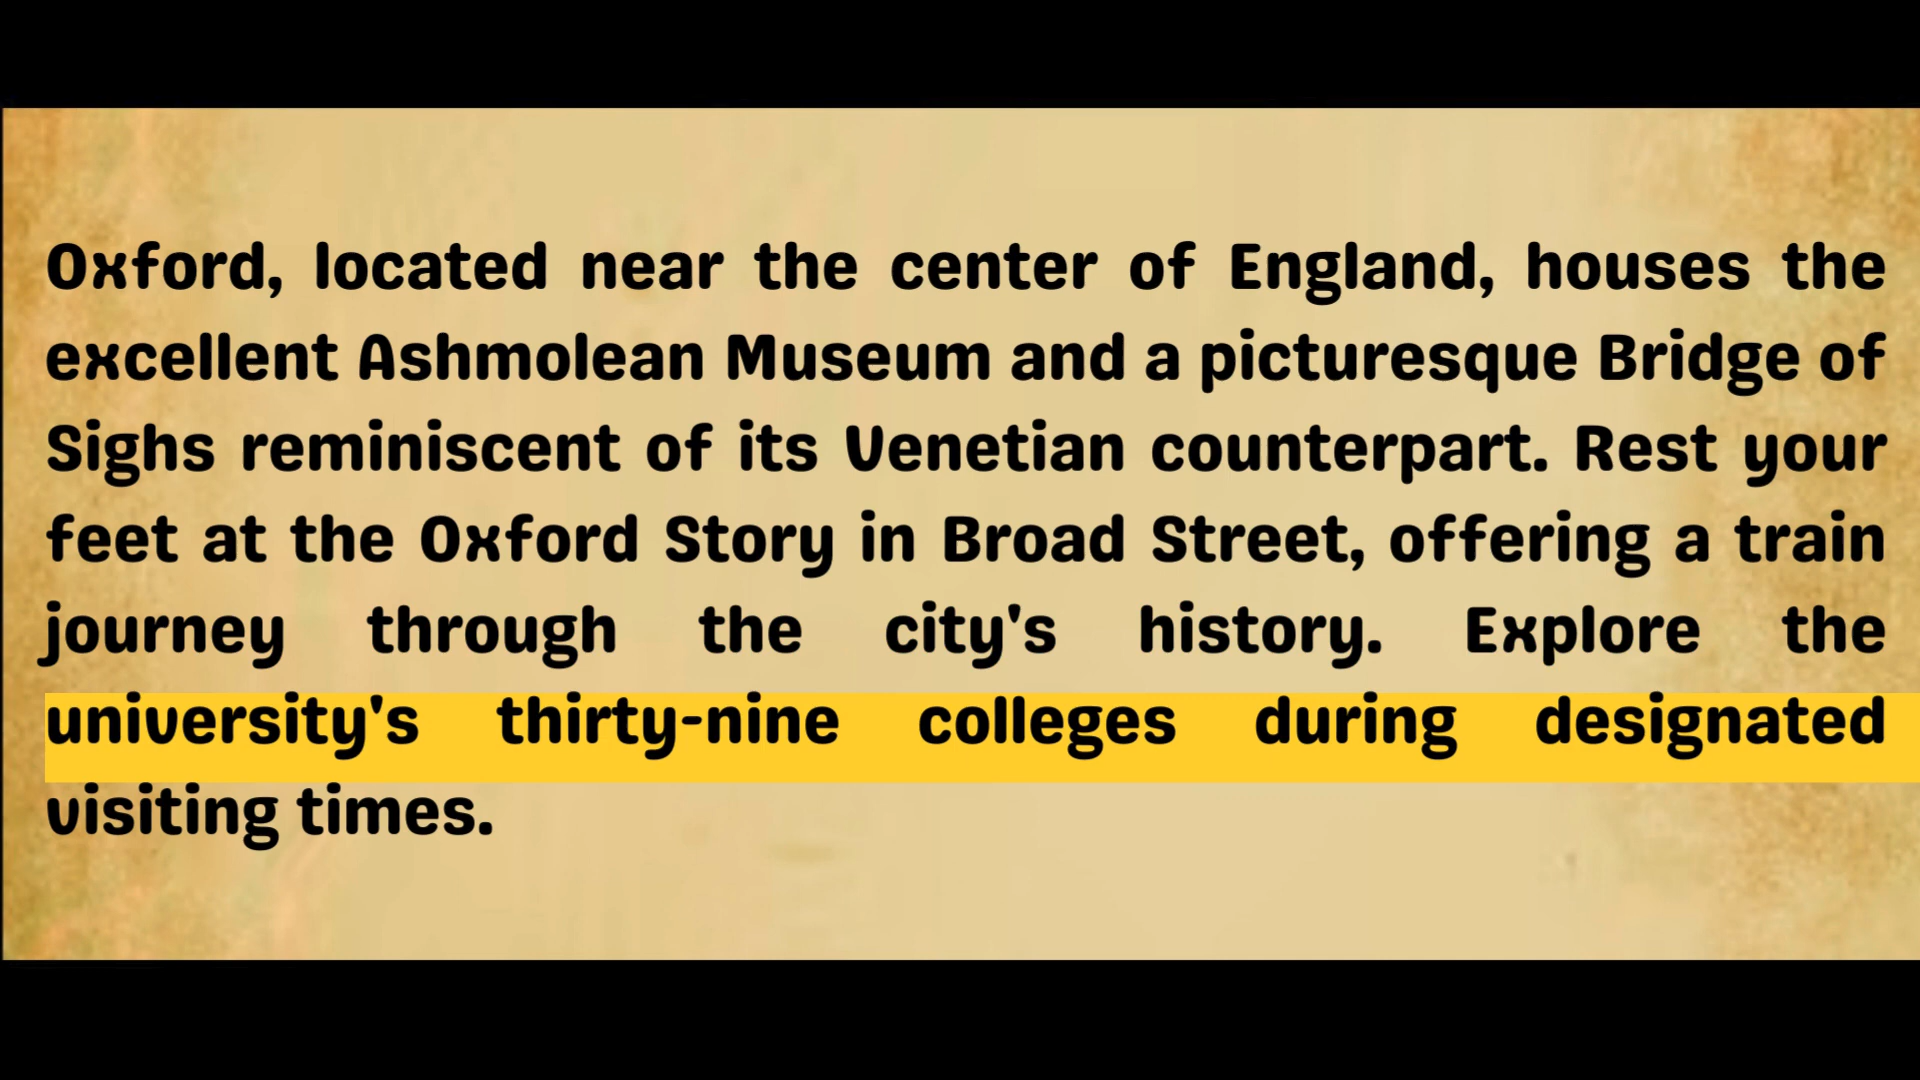 Oxford, located near the center of England, houses the
excellent Ashmolean Museum and a picturesque Bridge of
Sighs reminiscent of its Venetian counterpart. Rest your
feet at the Oxford Story in Broad Street, offering a train
journey through the city's history. Explore the
university's thirty-nine colleges during designated
visiting times.